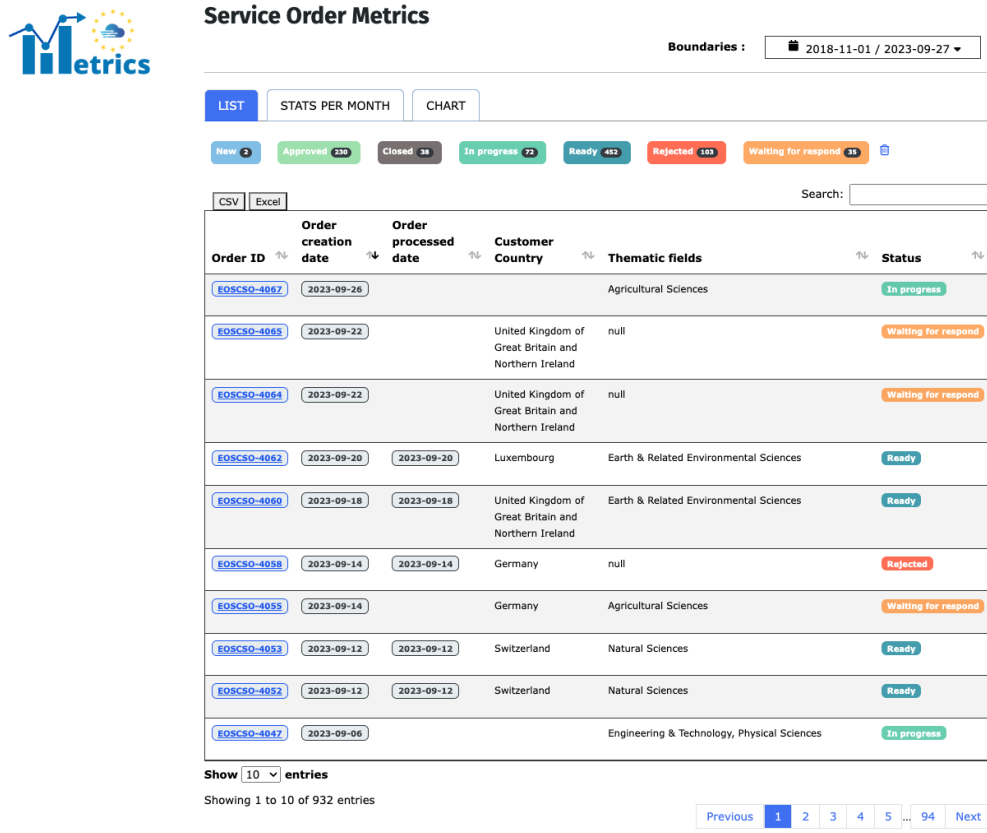 Metrics
Service Order Metrics
Boundaries :
2018-11-01 / 2023-09-27
LIST
STATS PER MONTH
CHART
New 2
Approved 230
Closed 38
In progress 72
Ready 452
Rejected 103
Waiting for respond 35
CSV
Excel
Search:
Order ID
Order
creation
date
Order
processed
date
Customer
Country
Thematic fields
Status
EOSCSO-4067 2023-09-26 Agricultural Sciences In progress
EOSCSO-4065 2023-09-22 United Kingdom of null Waiting for respond
Great Britain and
Northern Ireland
EOSCSO-4064 2023-09-22 United Kingdom of null Waiting for respond
Great Britain and
Northern Ireland
EOSCSO-4062 2023-09-20 2023-09-20 Luxembourg Earth & Related Environmental Sciences Ready
EOSCSO-4060 2023-09-18 2023-09-18 United Kingdom of Earth & Related Environmental Sciences Ready
Great Britain and
Northern Ireland
EOSCSO-4058 2023-09-14 2023-09-14 Germany null Rejected
EOSCSO-4055 2023-09-14 Germany Agricultural Sciences Waiting for respond
EOSCSO-4053 2023-09-12 2023-09-12 Switzerland Natural Sciences Ready
EOSCSO-4052 2023-09-12 2023-09-12 Switzerland Natural Sciences Ready
EOSCSO-4047 2023-09-06 Engineering & Technology, Physical Sciences In progress
Show 10 entries
Showing 1 to 10 of 932 entries
Previous 1 2 3 4 5 ... 94 Next